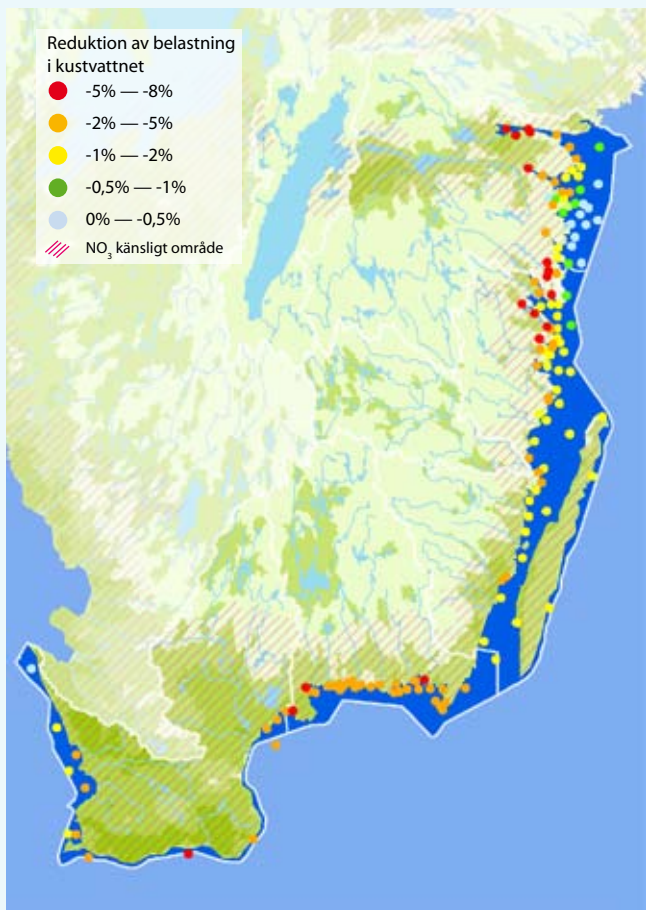 Reduktion av belastning
i kustvattnet
-5% — -8%
-2% — -5%
-1% — -2%
-0,5% — -1%
0% — -0,5%
NO₃ känsligt område